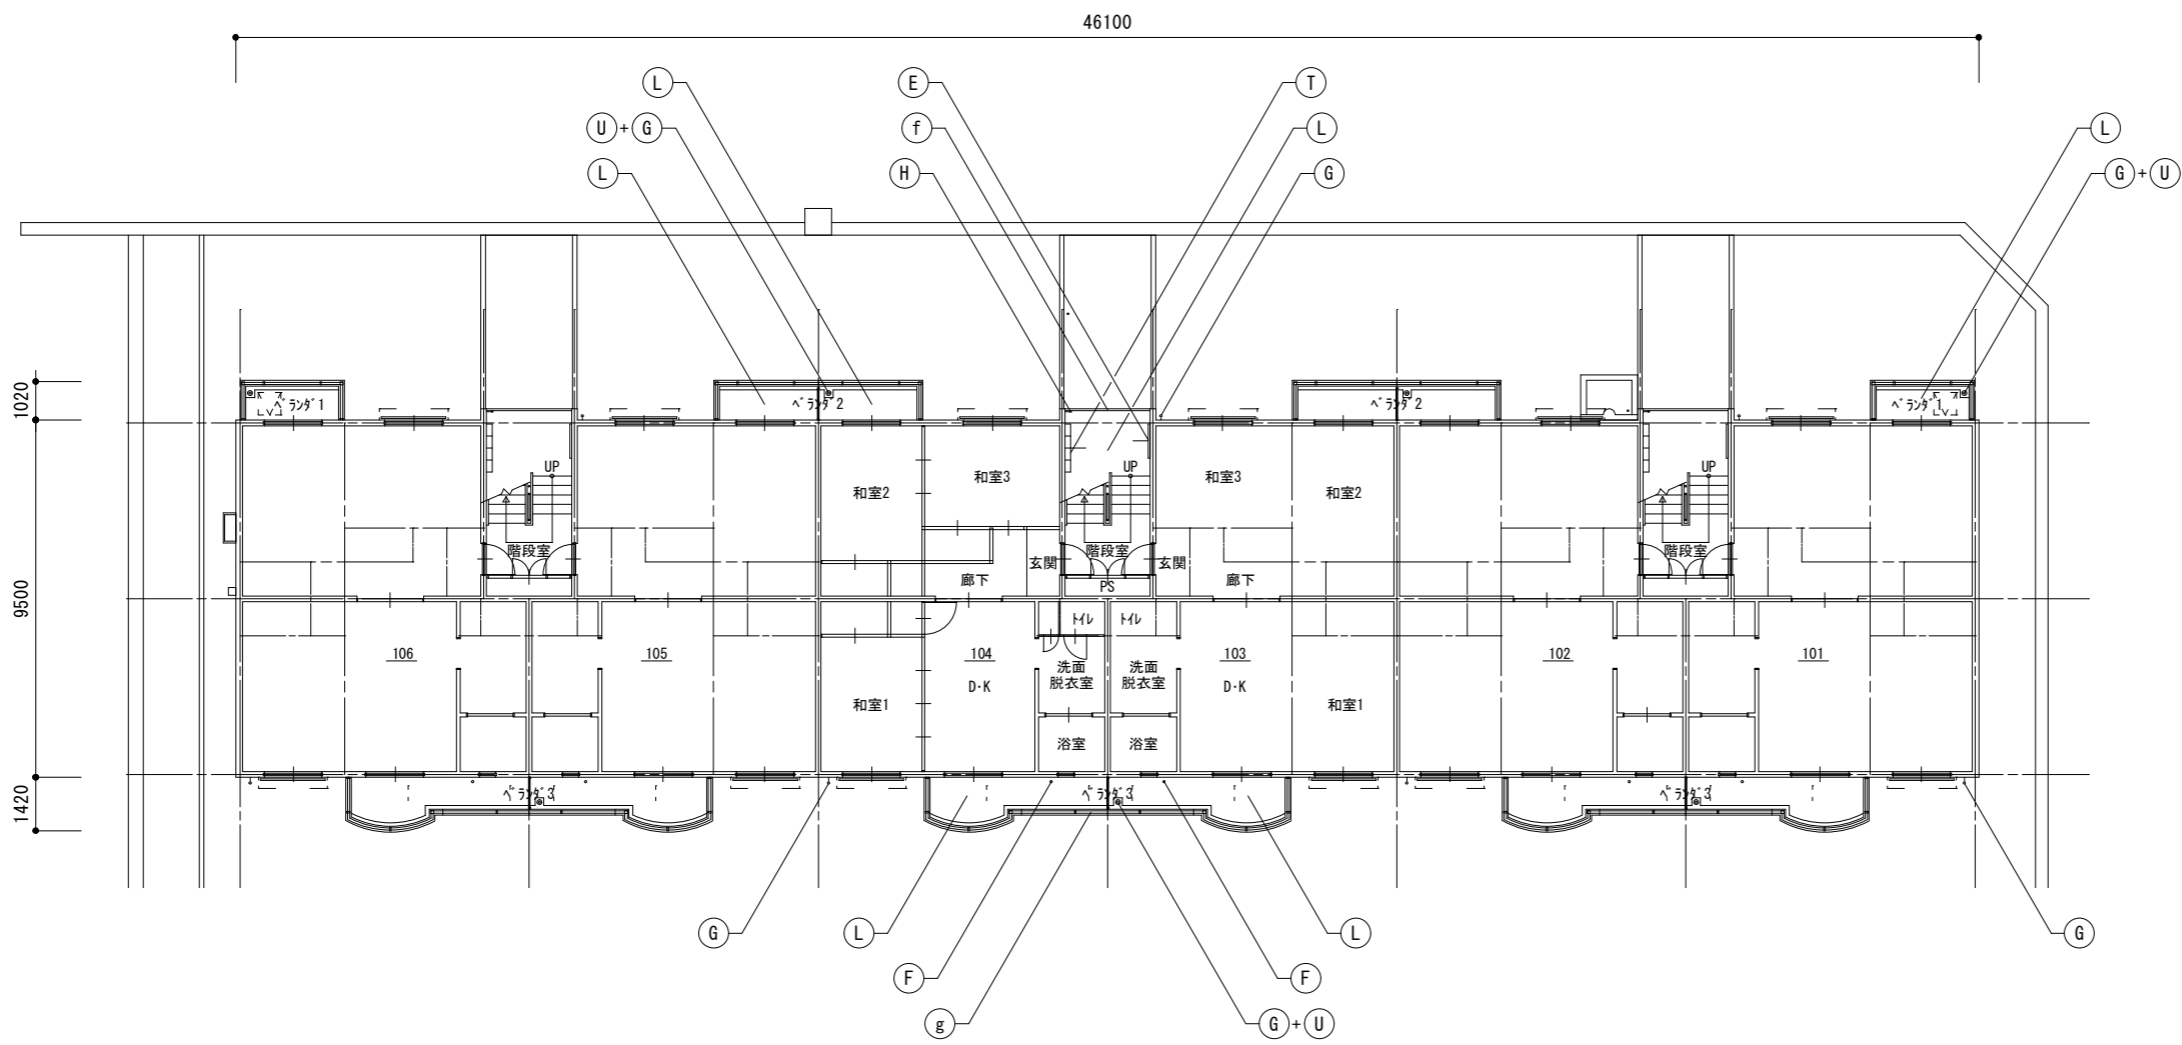 46100
L
E
T
U+G
f
L
L
L
H
G
G+U
1020
ベランダ1
ベランダ2
ベランダ2
ベランダ1
UP
UP
UP
和室2
和室3
和室3
和室2
9500
階段室
玄関
階段室
玄関
階段室
廊下
PS
廊下
トイレ
トイレ
106
105
104
103
102
101
洗面
脱衣室
洗面
脱衣室
D・K
D・K
和室1
和室1
浴室
浴室
1420
ベランダ3
ベランダ3
ベランダ3
G
L
L
G
F
F
g
G+U